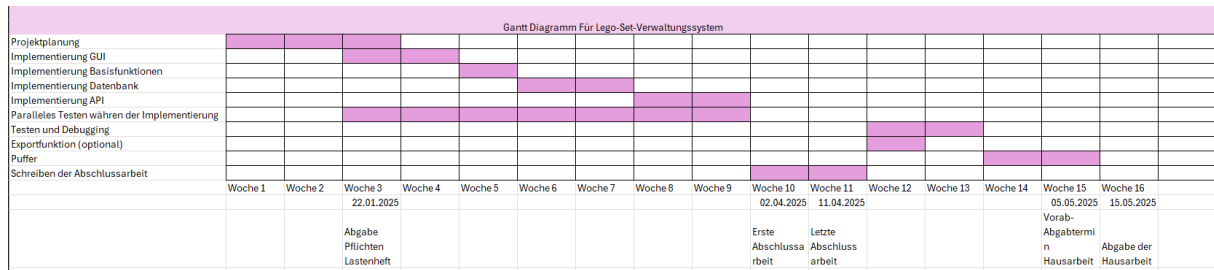 Gantt Diagramm Für Lego-Set-Verwaltungssystem
Projektplanung
Implementierung GUI
Implementierung Basisfunktionen
Implementierung Datenbank
Implementierung API
Paralleles Testen währen der Implementierung
Testen und Debugging
Exportfunktion (optional)
Puffer
Schreiben der Abschlussarbeit
Woche 1 Woche 2 Woche 3 Woche 4 Woche 5 Woche 6 Woche 7 Woche 8 Woche 9 Woche 10 Woche 11 Woche 12 Woche 13 Woche 14 Woche 15 Woche 16
22.01.2025 02.04.2025 11.04.2025 05.05.2025 15.05.2025
Abgabe
Pflichten
Lastenheft
Erste
Abschlussa
rbeit
Letzte
Abschluss
arbeit
Vorab-
Abgabtermi
n
Hausarbeit
Abgabe der
Hausarbeit